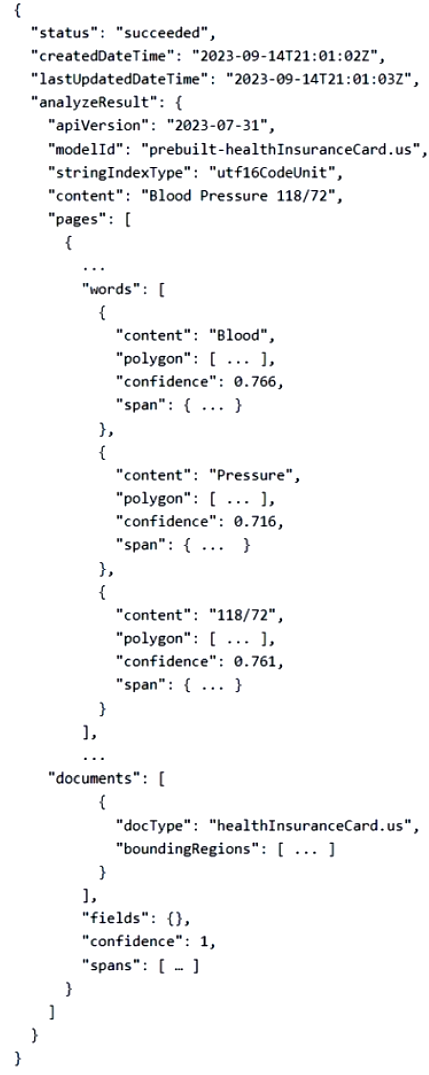 {
"status": "succeeded",
"createdDateTime": "2023-09-14T21:01:02Z",
"lastUpdatedDateTime": "2023-09-14T21:01:03Z",
"analyzeResult": {
"apiVersion": "2023-07-31",
"modelId": "prebuilt-healthInsuranceCard.us",
"stringIndexType": "utf16CodeUnit",
"content": "Blood Pressure 118/72",
"pages": [
{
...
"words": [
{
"content": "Blood",
"polygon": [ ... ],
"confidence": 0.766,
"span": { ... }
},
{
"content": "Pressure",
"polygon": [ ... ],
"confidence": 0.716,
"span": { ... }
},
{
"content": "118/72",
"polygon": [ ... ],
"confidence": 0.761,
"span": { ... }
}
],
...
"documents": [
{
"docType": "healthInsuranceCard.us",
"boundingRegions": [ ... ]
}
],
"fields": {},
"confidence": 1,
"spans": [ … ]
}
]
}
}